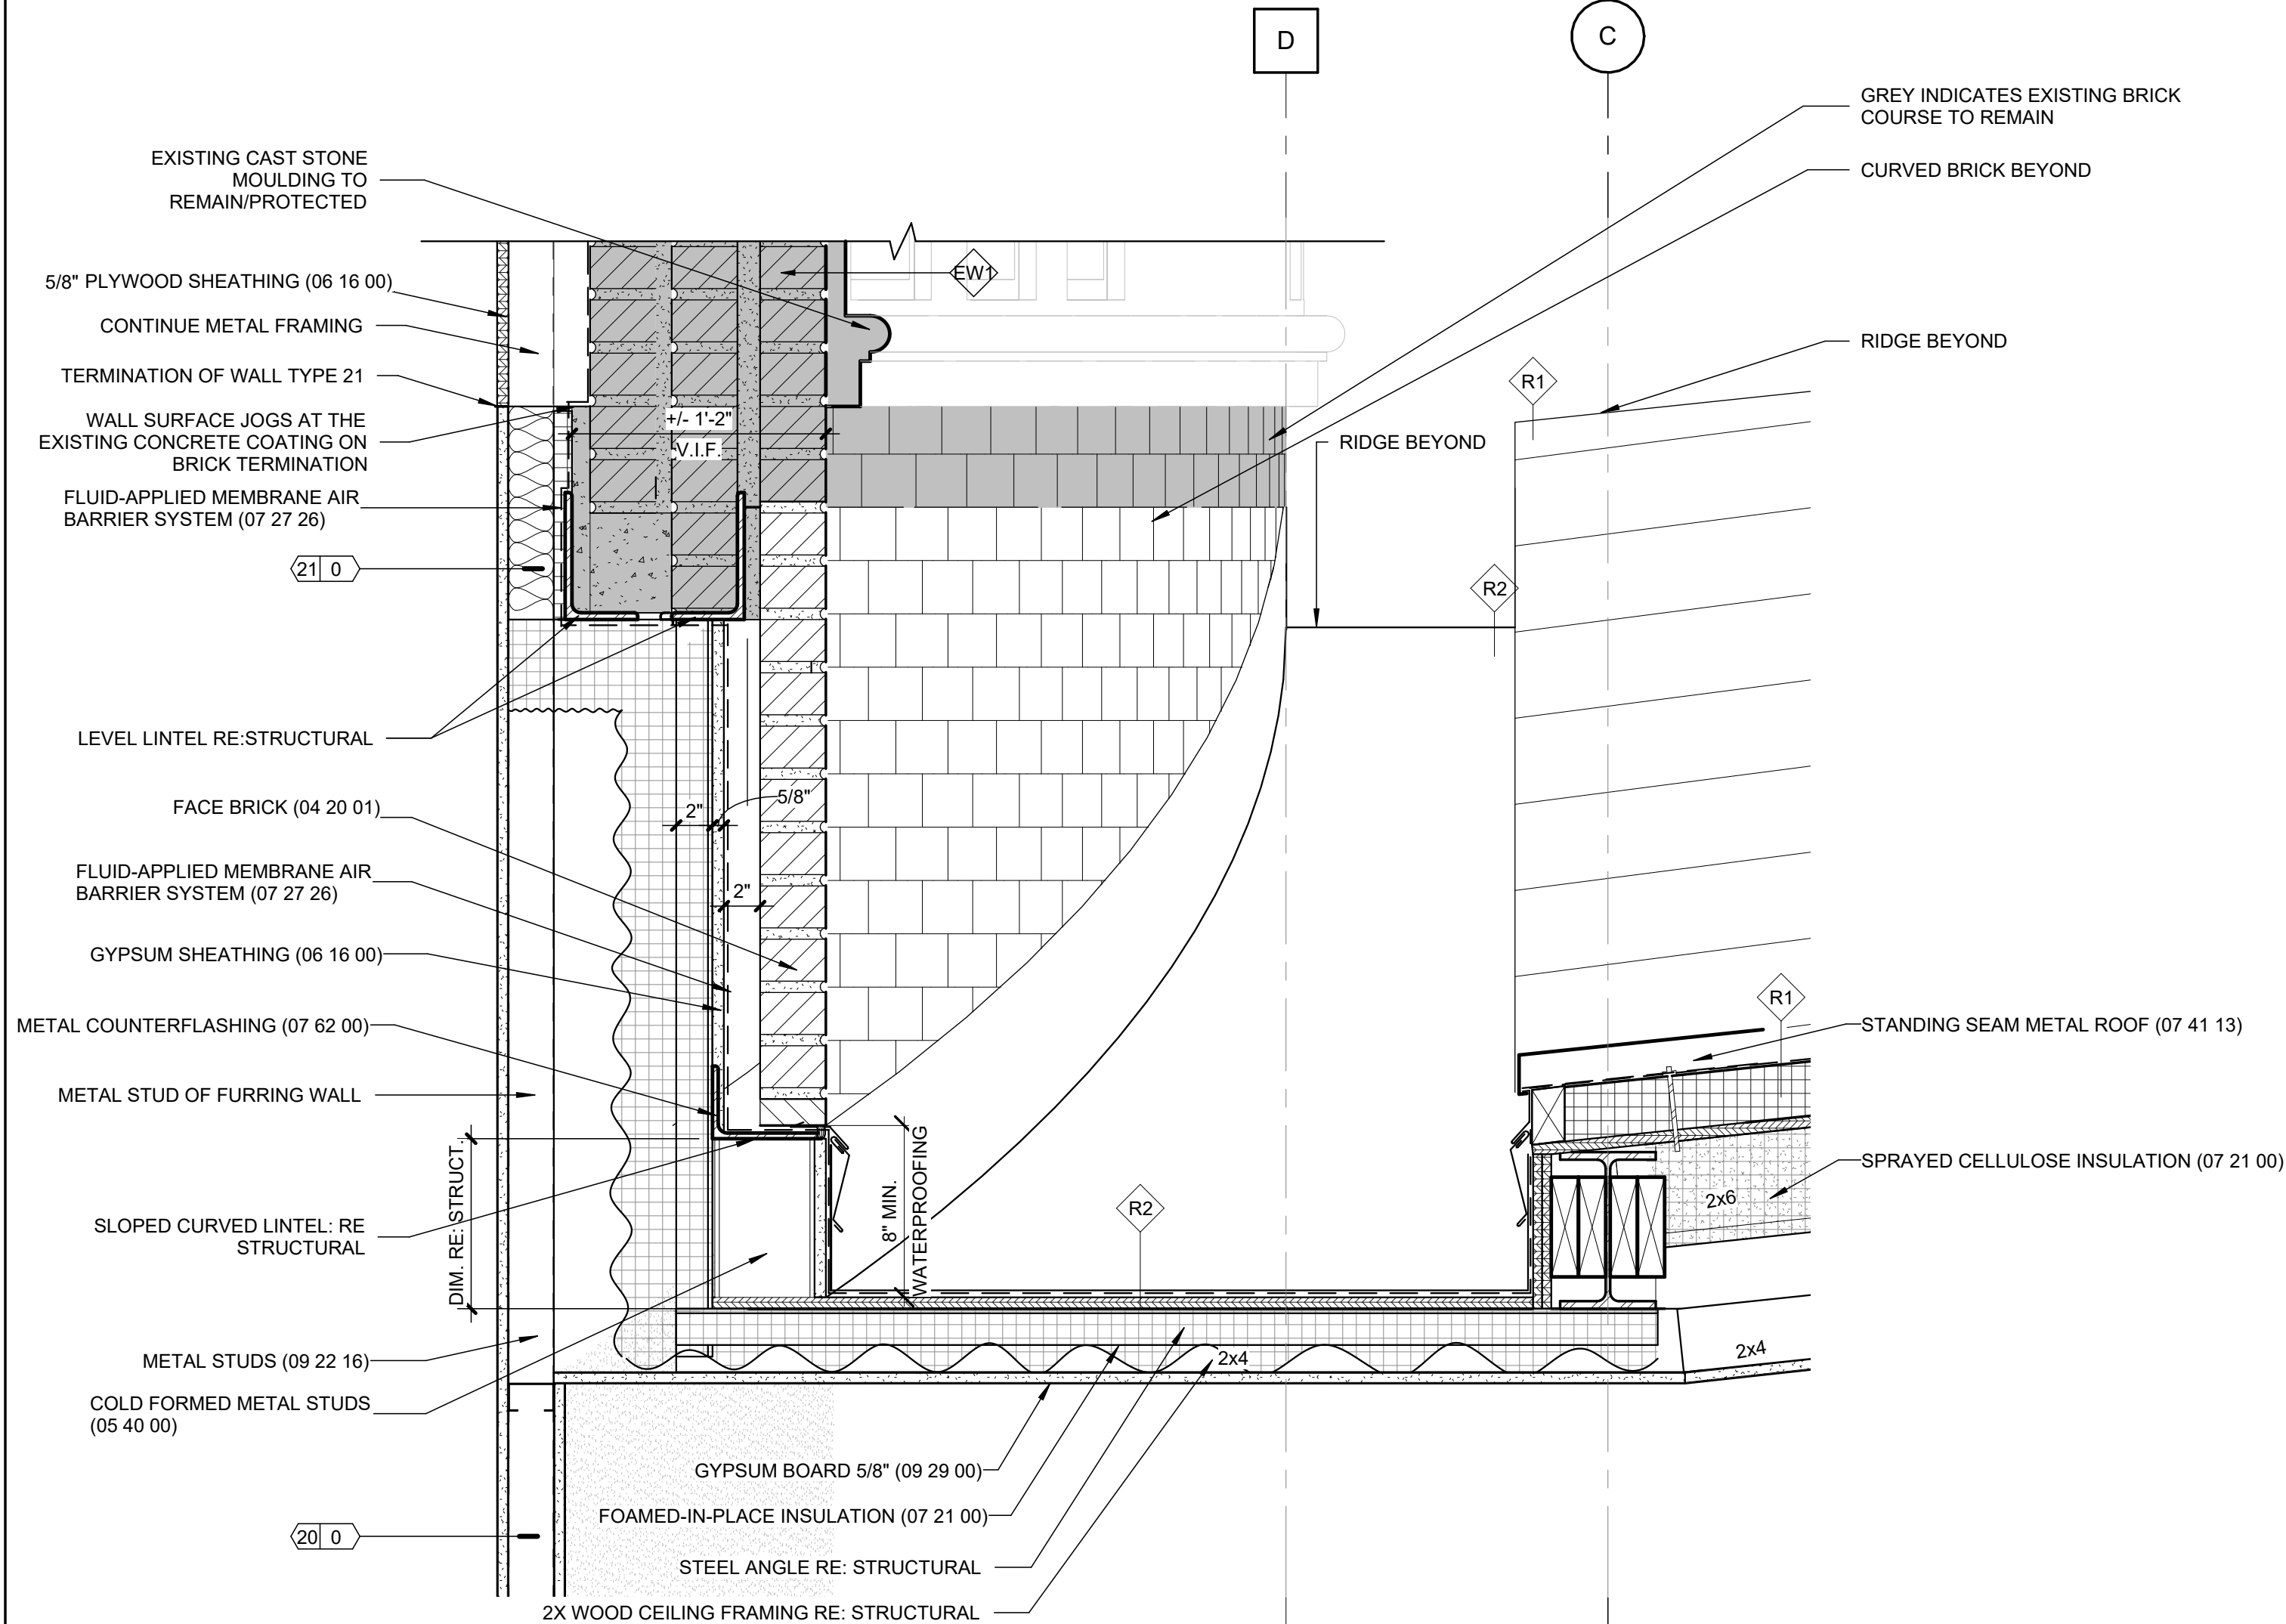 D
C
GREY INDICATES EXISTING BRICK
COURSE TO REMAIN
CURVED BRICK BEYOND
EXISTING CAST STONE
MOULDING TO
REMAIN/PROTECTED
EW1
5/8" PLYWOOD SHEATHING (06 16 00)
CONTINUE METAL FRAMING
RIDGE BEYOND
TERMINATION OF WALL TYPE 21
R1
WALL SURFACE JOGS AT THE
EXISTING CONCRETE COATING ON
BRICK TERMINATION
+/- 1'-2"
V.I.F.
RIDGE BEYOND
FLUID-APPLIED MEMBRANE AIR
BARRIER SYSTEM (07 27 26)
21 0
R2
LEVEL LINTEL RE:STRUCTURAL
FACE BRICK (04 20 01)
2"
5/8"
FLUID-APPLIED MEMBRANE AIR
BARRIER SYSTEM (07 27 26)
2"
GYPSUM SHEATHING (06 16 00)
R1
METAL COUNTERFLASHING (07 62 00)
STANDING SEAM METAL ROOF (07 41 13)
METAL STUD OF FURRING WALL
SPRAYED CELLULOSE INSULATION (07 21 00)
2x6
SLOPED CURVED LINTEL: RE
STRUCTURAL
DIM. RE: STRUCT.
8" MIN.
WATERPROOFING
R2
METAL STUDS (09 22 16)
2x4
2x4
COLD FORMED METAL STUDS
(05 40 00)
GYPSUM BOARD 5/8" (09 29 00)
FOAMED-IN-PLACE INSULATION (07 21 00)
20 0
STEEL ANGLE RE: STRUCTURAL
2X WOOD CEILING FRAMING RE: STRUCTURAL